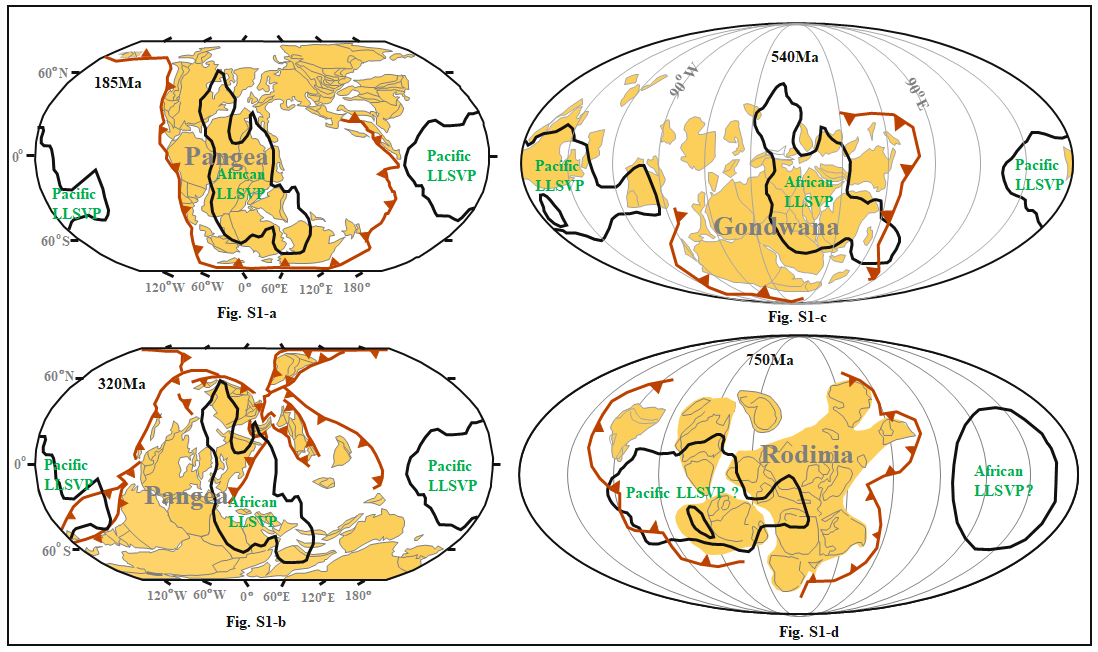 185Ma
60°N
0°
60°S
Pangea
African
LLSVP
Pacific
LLSVP
Pacific
LLSVP
120°W 60°W 0° 60°E 120°E 180°
Fig. S1-a
540Ma
90°W
90°E
Pacific
LLSVP
African
LLSVP
Pacific
LLSVP
Gondwana
Fig. S1-c
320Ma
60°N
0°
60°S
Pacific
LLSVP
Pangea
African
LLSVP
Pacific
LLSVP
120°W 60°W 0° 60°E 120°E 180°
Fig. S1-b
750Ma
Rodinia
Pacific LLSVP ?
African
LLSVP?
Fig. S1-d